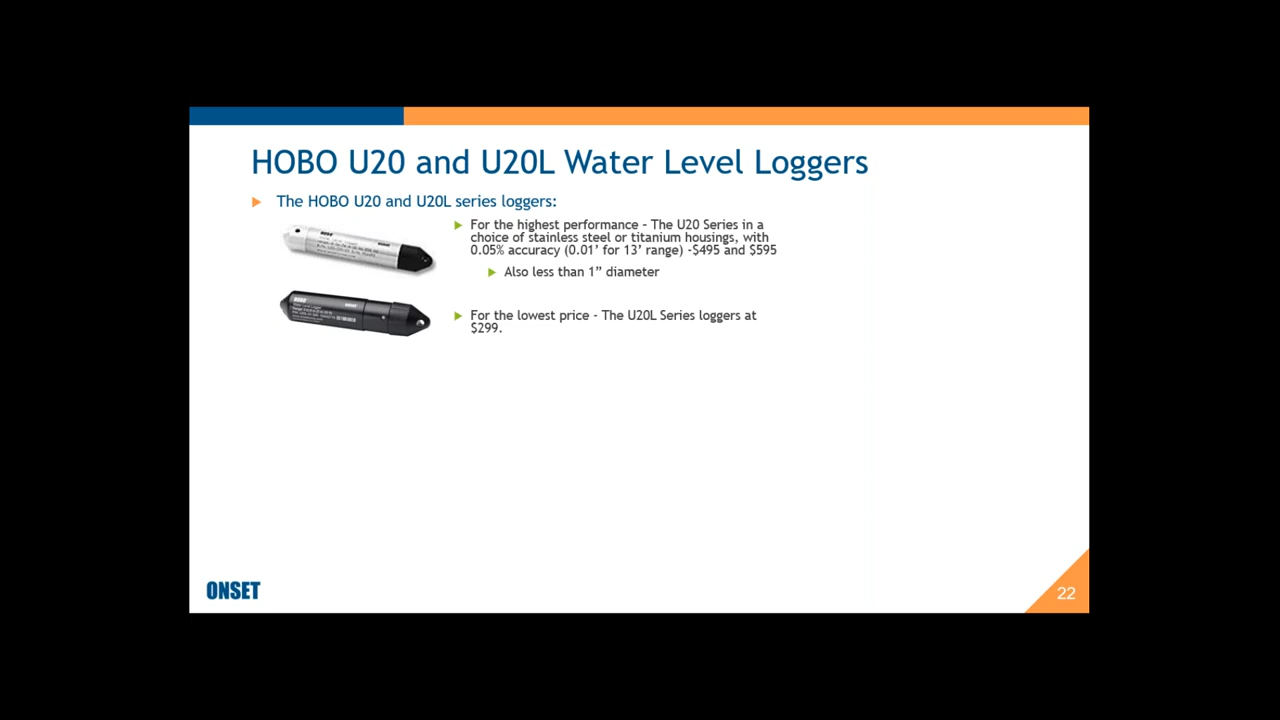 HOBO U20 and U20L Water Level Loggers
The HOBO U20 and U20L series loggers:
For the highest performance – The U20 Series in a
choice of stainless steel or titanium housings, with
0.05% accuracy (0.01’ for 13’ range) -$495 and $595
Also less than 1” diameter
HOBO
onset
For the lowest price - The U20L Series loggers at
$299.
ONSET
22